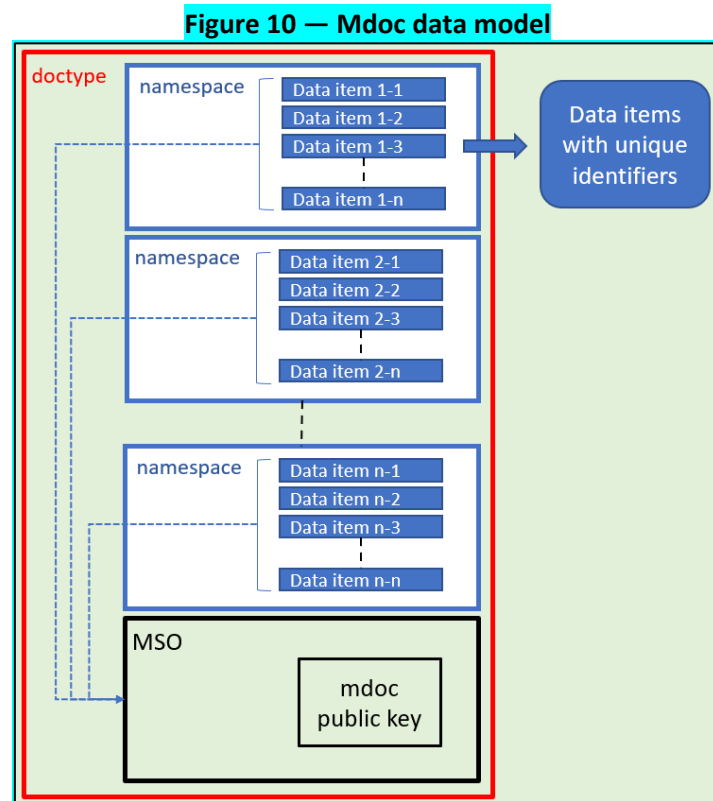 Figure 10 — Mdoc data model
doctype
namespace
Data item 1-1
Data item 1-2
Data item 1-3
Data item 1-n
Data items
with unique
identifiers
namespace
Data item 2-1
Data item 2-2
Data item 2-3
Data item 2-n
namespace
Data item n-1
Data item n-2
Data item n-3
Data item n-n
MSO
mdoc
public key